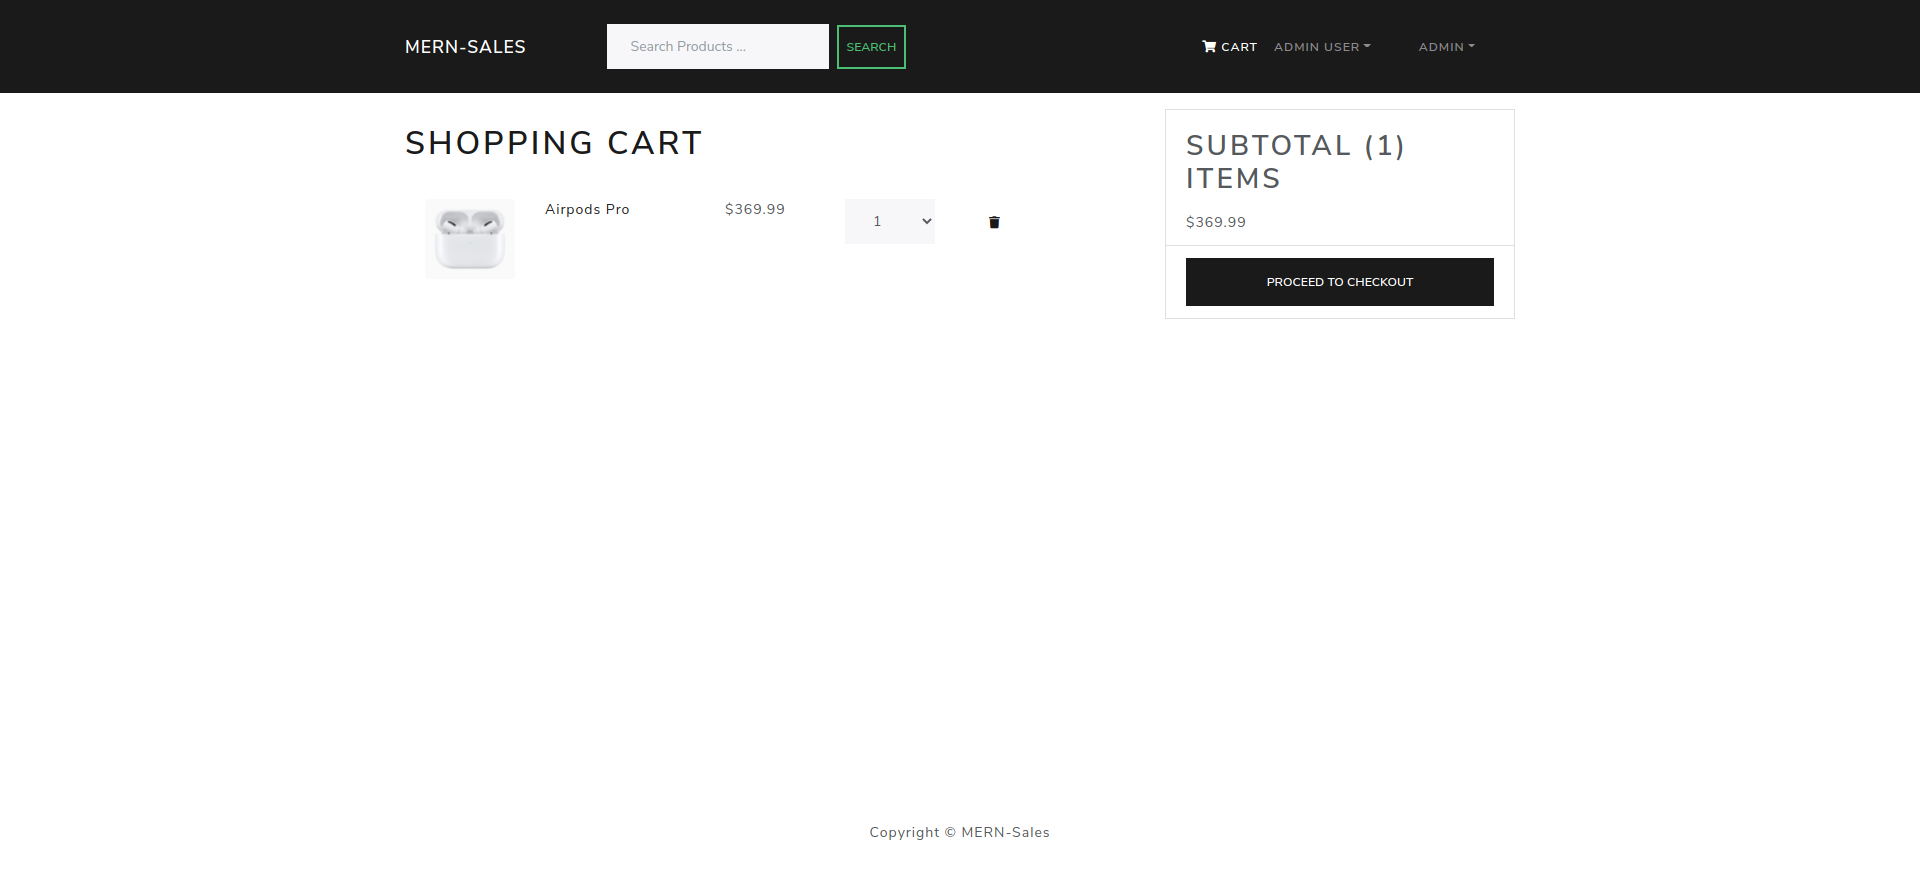 MERN-SALES
Search Products ...
SEARCH
CART
ADMIN USER
ADMIN
SHOPPING CART
Airpods Pro
$369.99
1
SUBTOTAL (1)
ITEMS
$369.99
PROCEED TO CHECKOUT
Copyright © MERN-Sales